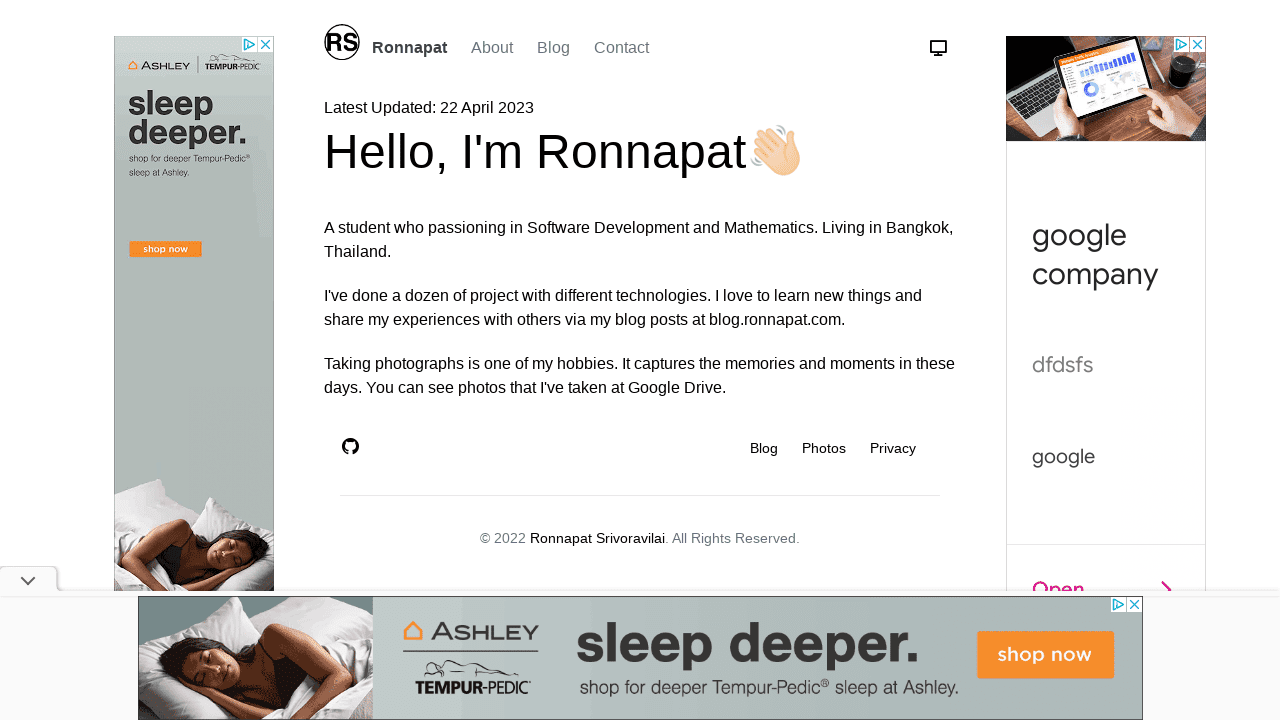 RS Ronnapat About Blog Contact
Latest Updated: 22 April 2023
Hello, I'm Ronnapat
A student who passioning in Software Development and Mathematics. Living in Bangkok,
Thailand.
I've done a dozen of project with different technologies. I love to learn new things and
share my experiences with others via my blog posts at blog.ronnapat.com.
Taking photographs is one of my hobbies. It captures the memories and moments in these
days. You can see photos that I've taken at Google Drive.
Blog Photos Privacy
© 2022 Ronnapat Srivoravilai. All Rights Reserved.
ASHLEY TEMPUR-PEDIC
sleep
deeper.
shop for deeper Tempur-Pedic®
sleep at Ashley.
shop now
google
company
dfdsfs
google
Open
ASHLEY
TEMPUR-PEDIC
sleep deeper.
shop for deeper Tempur-Pedic® sleep at Ashley.
shop now